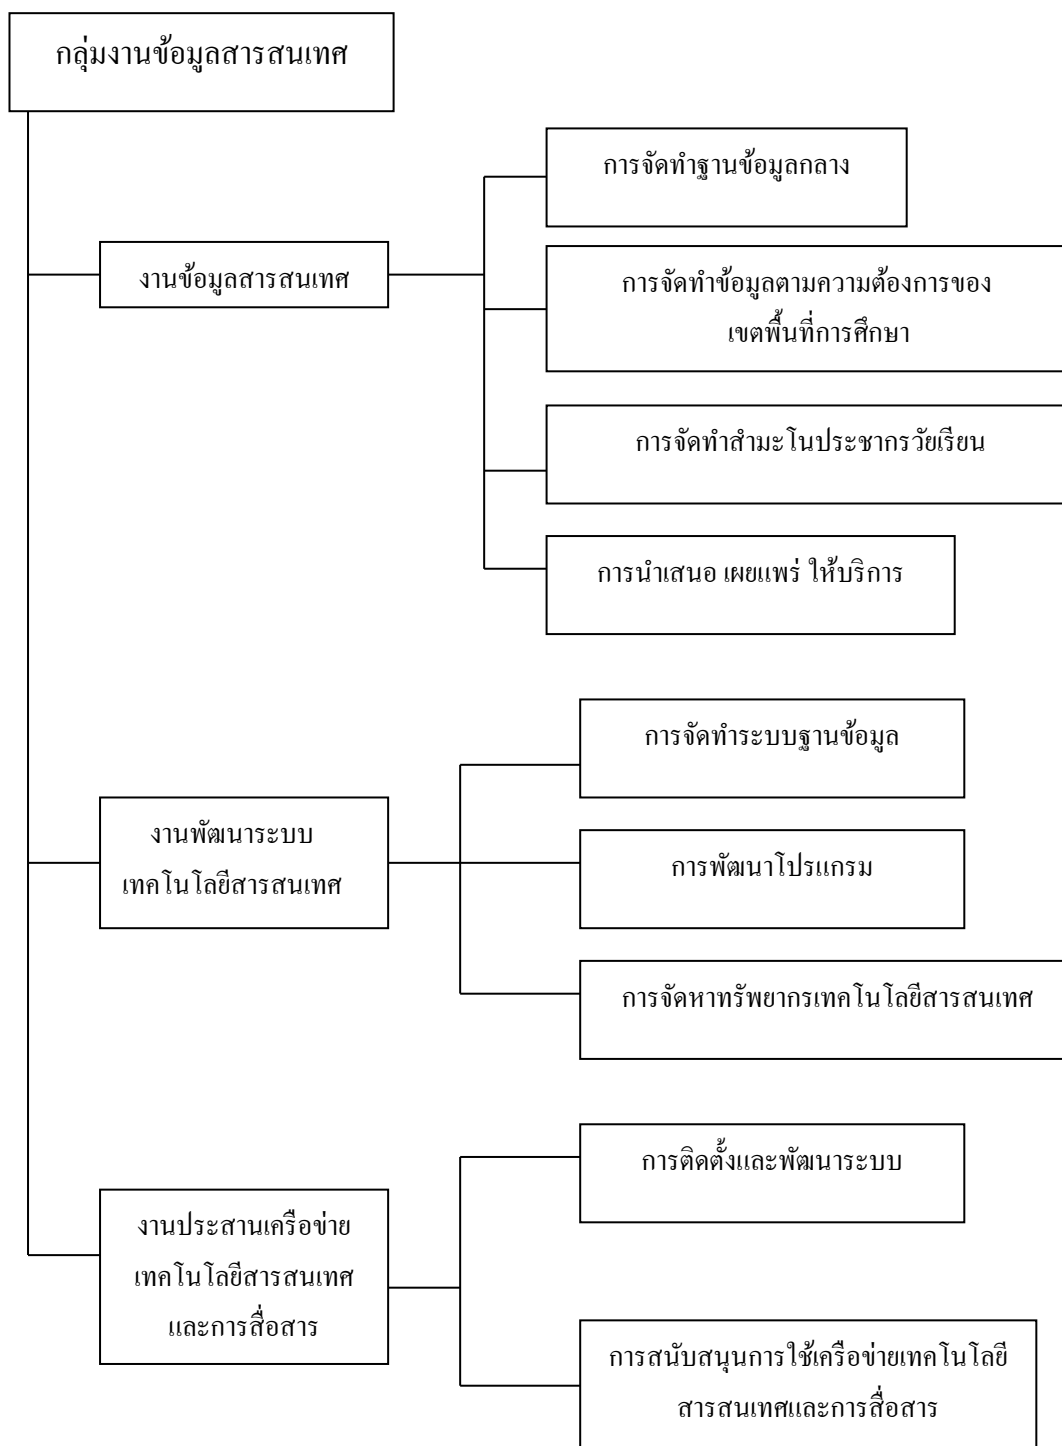 กลุ่มงานข้อมูลสารสนเทศ
งานข้อมูลสารสนเทศ
การจัดทำฐานข้อมูลกลาง
การจัดทำข้อมูลตามความต้องการของ
เขตพื้นที่การศึกษา
การจัดทำสำมะโนประชากรวัยเรียน
การนำเสนอ เผยแพร่ ให้บริการ
งานพัฒนาระบบ
เทคโนโลยีสารสนเทศ
การจัดทำระบบฐานข้อมูล
การพัฒนาโปรแกรม
การจัดหาทรัพยากรเทคโนโลยีสารสนเทศ
งานประสานเครือข่าย
เทคโนโลยีสารสนเทศ
และการสื่อสาร
การติดตั้งและพัฒนาระบบ
การสนับสนุนการใช้เครือข่ายเทคโนโลยี
สารสนเทศและการสื่อสาร